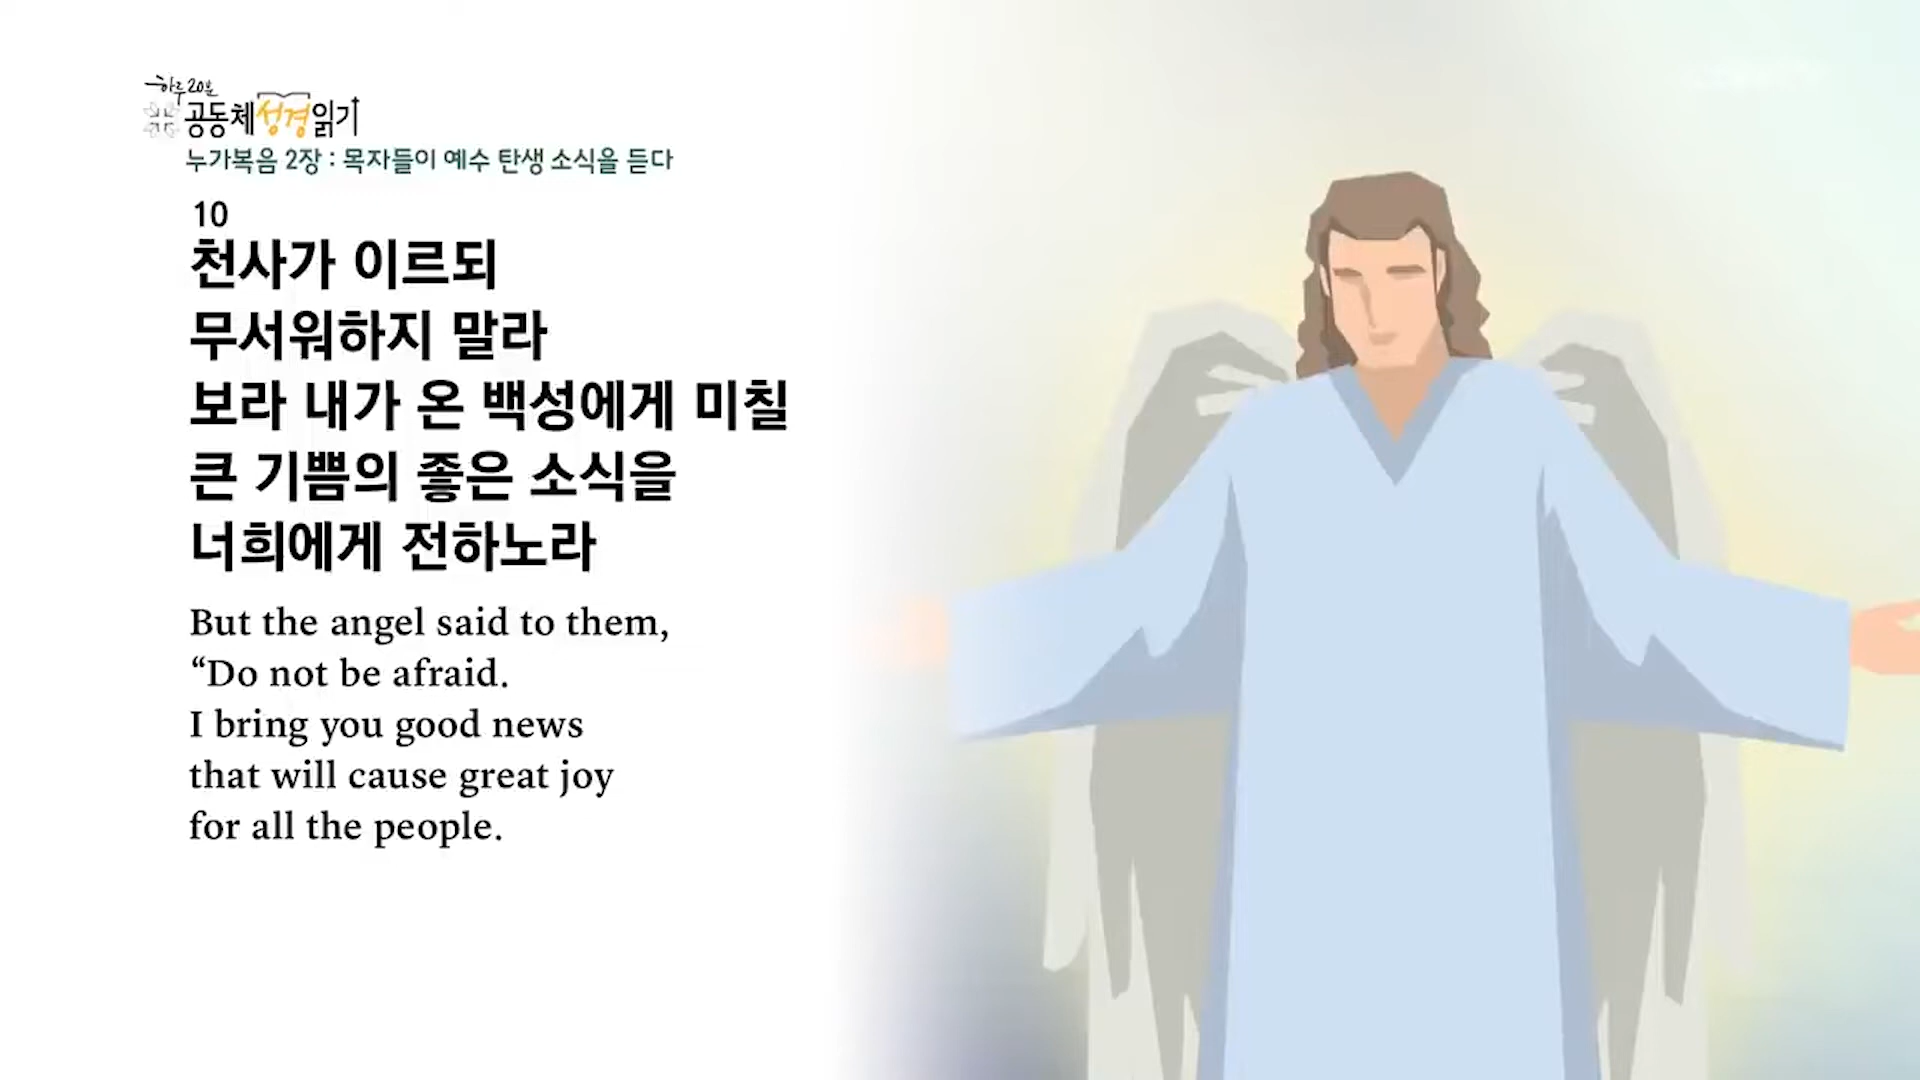 하루 20분
공동체성경읽기
누가복음 2장 : 목자들이 예수 탄생 소식을 듣다
10
천사가 이르되
무서워하지 말라
보라 내가 온 백성에게 미칠
큰 기쁨의 좋은 소식을
너희에게 전하노라
But the angel said to them,
“Do not be afraid.
I bring you good news
that will cause great joy
for all the people.